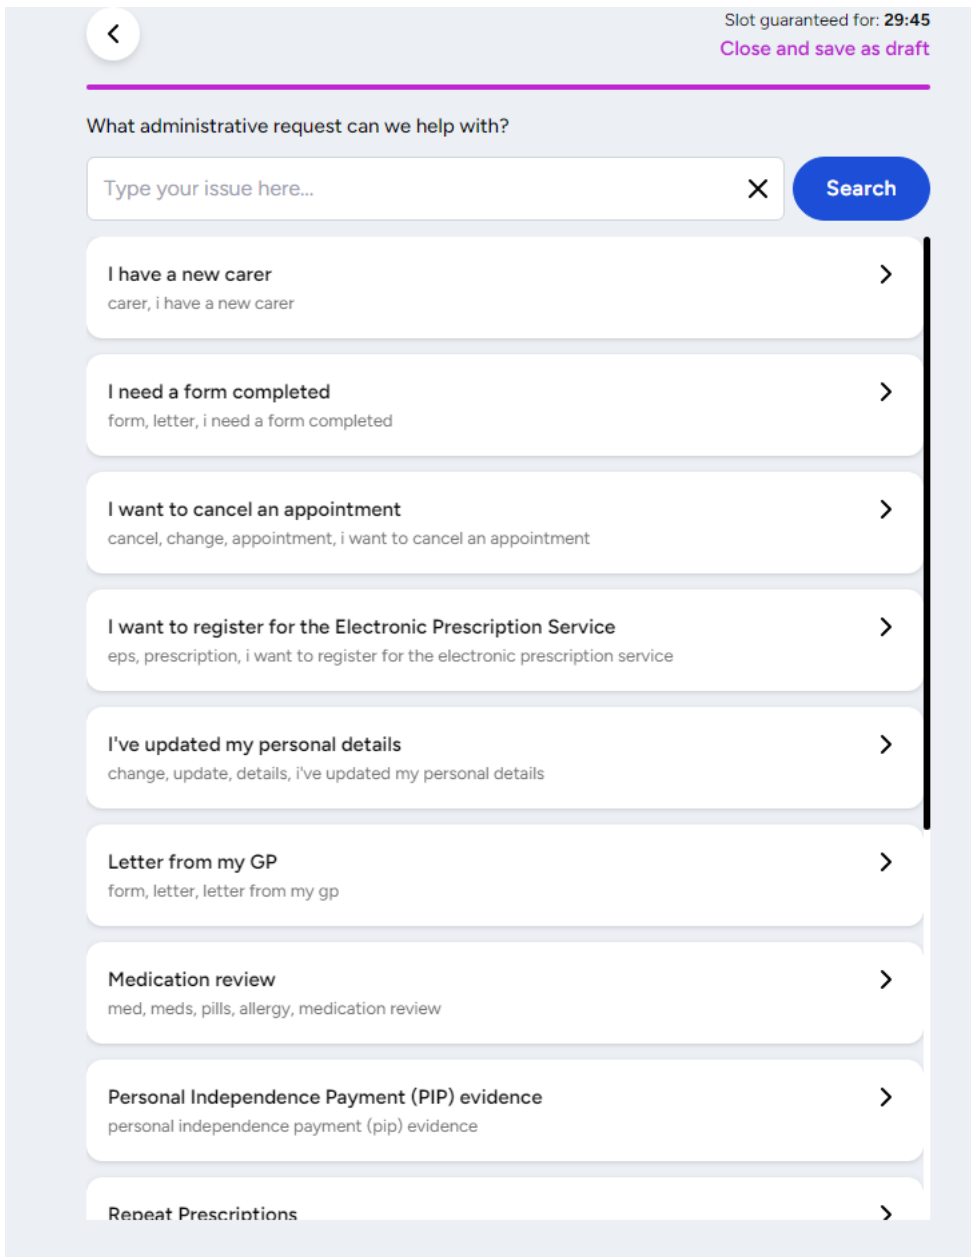 Slot guaranteed for: 29:45
Close and save as draft
What administrative request can we help with?
Type your issue here...
Search
I have a new carer
carer, i have a new carer
I need a form completed
form, letter, i need a form completed
I want to cancel an appointment
cancel, change, appointment, i want to cancel an appointment
I want to register for the Electronic Prescription Service
eps, prescription, i want to register for the electronic prescription service
I've updated my personal details
change, update, details, i've updated my personal details
Letter from my GP
form, letter, letter from my gp
Medication review
med, meds, pills, allergy, medication review
Personal Independence Payment (PIP) evidence
personal independence payment (pip) evidence
Repeat Prescriptions